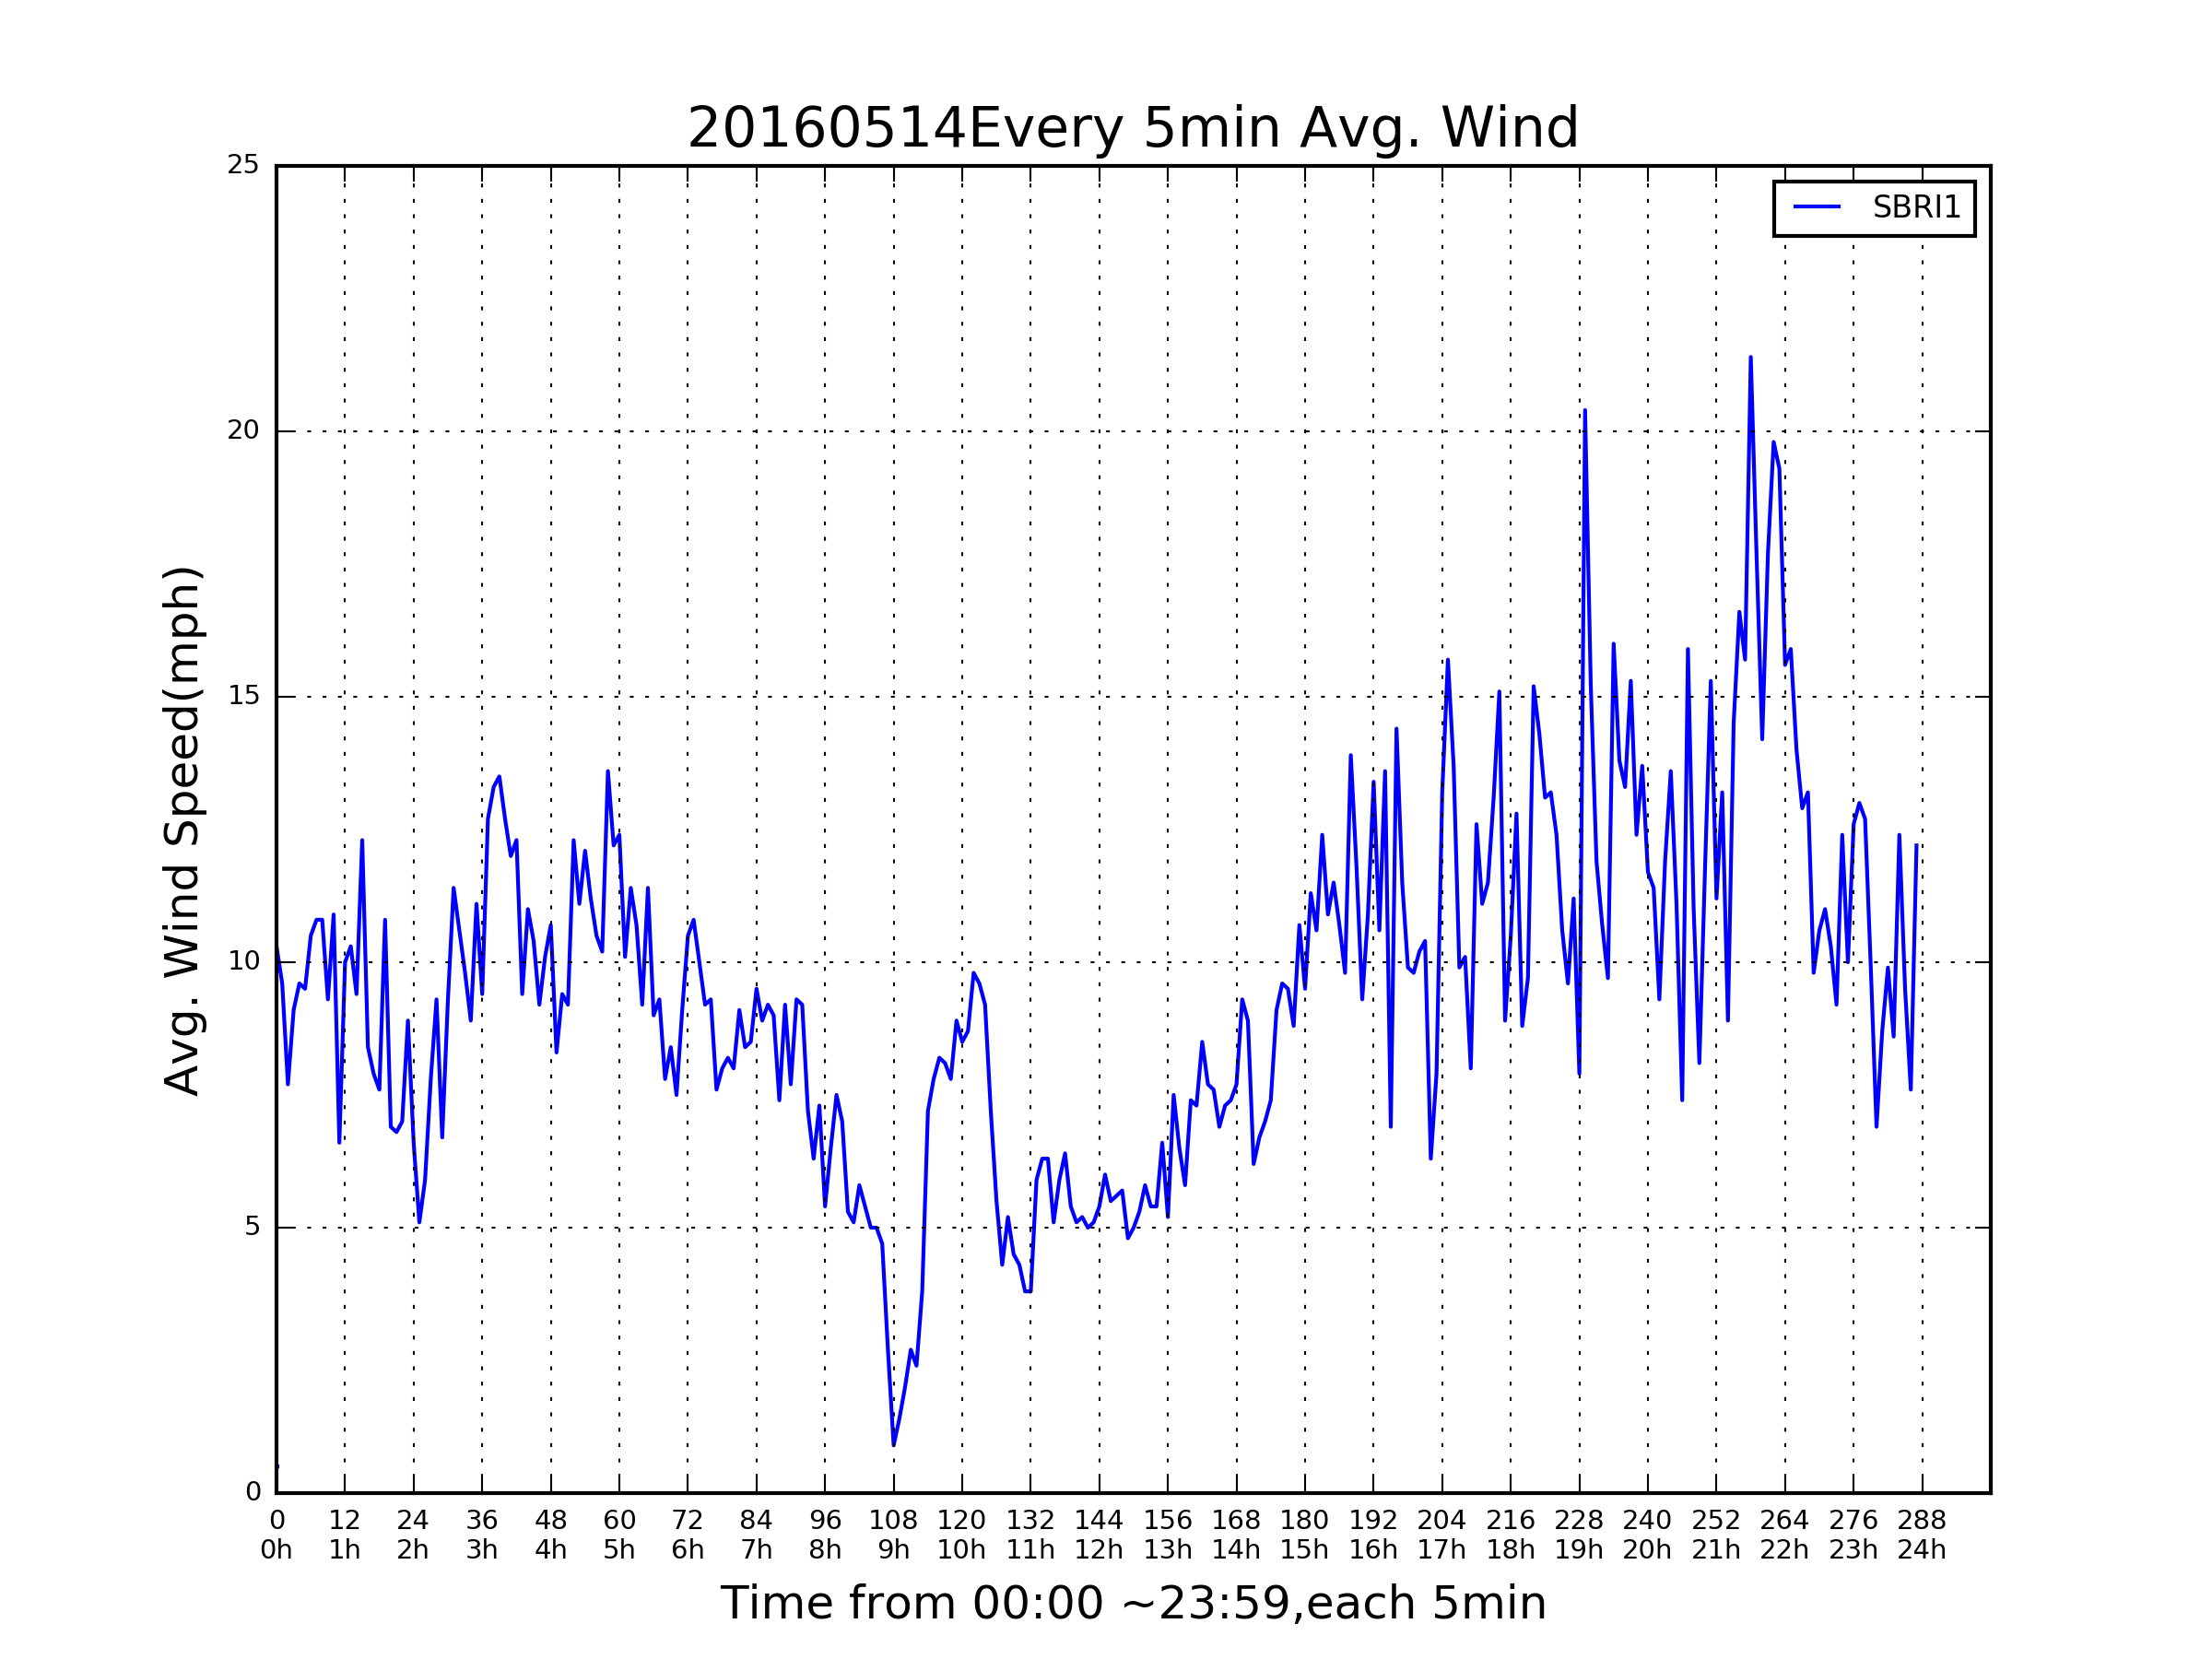 20160514Every 5min Avg. Wind
SBRI1
Avg. Wind Speed(mph)
25
20
15
10
5
0
0 12 24 36 48 60 72 84 96 108 120 132 144 156 168 180 192 204 216 228 240 252 264 276 288
0h 1h 2h 3h 4h 5h 6h 7h 8h 9h 10h 11h 12h 13h 14h 15h 16h 17h 18h 19h 20h 21h 22h 23h 24h
Time from 00:00 ~23:59,each 5min